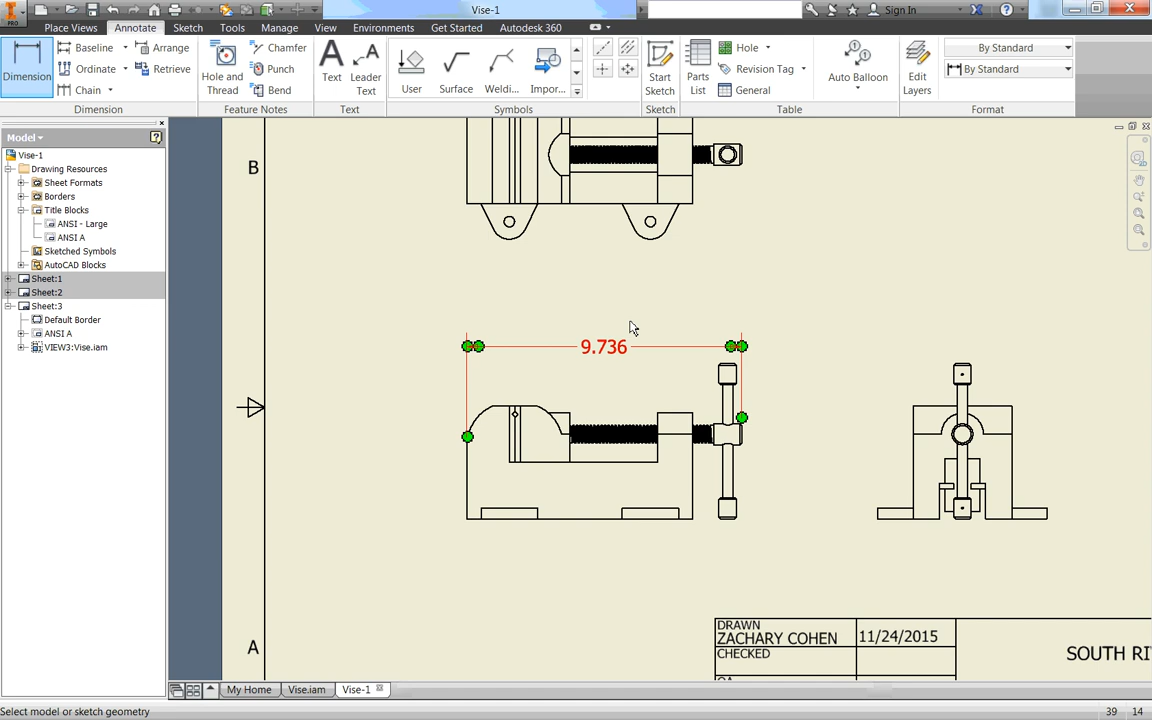 PRO
Vise-1
Sign In
Place Views Annotate Sketch Tools Manage View Environments Get Started Autodesk 360
Dimension
Baseline
Ordinate
Chain
Arrange
Retrieve
Dimension
Hole and
Thread
Chamfer
Punch
Bend
Feature Notes
Text
Leader
Text
Text
User
Surface
Weldi...
Impor...
Symbols
Start
Sketch
Sketch
Parts
List
Hole
Revision Tag
General
Table
Auto Balloon
Edit
Layers
By Standard
By Standard
Format
Model
Vise-1
Drawing Resources
Sheet Formats
Borders
Title Blocks
ANSI - Large
ANSI A
Sketched Symbols
AutoCAD Blocks
Sheet:1
Sheet:2
Sheet:3
Default Border
ANSI A
VIEW3:Vise.iam
B
9.736
A
DRAWN
ZACHARY COHEN
11/24/2015
CHECKED
SOUTH RI
My Home
Vise.iam
Vise-1
Select model or sketch geometry
39 14